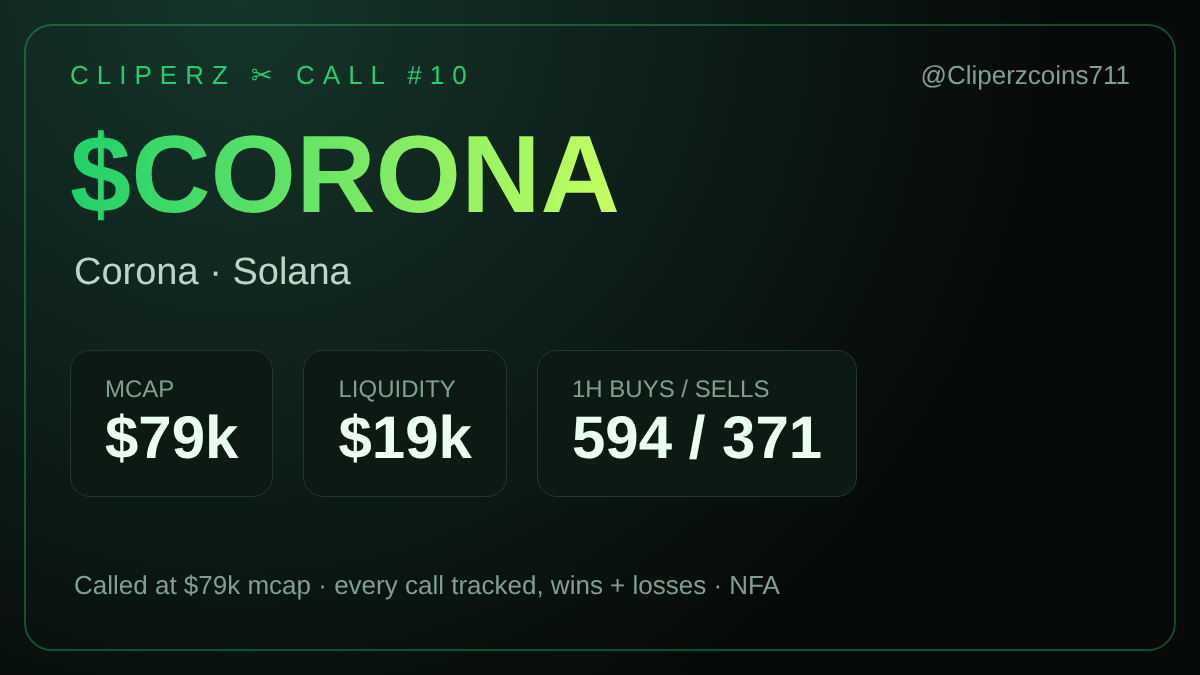 CLIPERZ ✂ CALL #10
@Cliperzcoins711
$CORONA
Corona · Solana
MCAP
$79k
LIQUIDITY
$19k
1H BUYS / SELLS
594 / 371
Called at $79k mcap · every call tracked, wins + losses · NFA